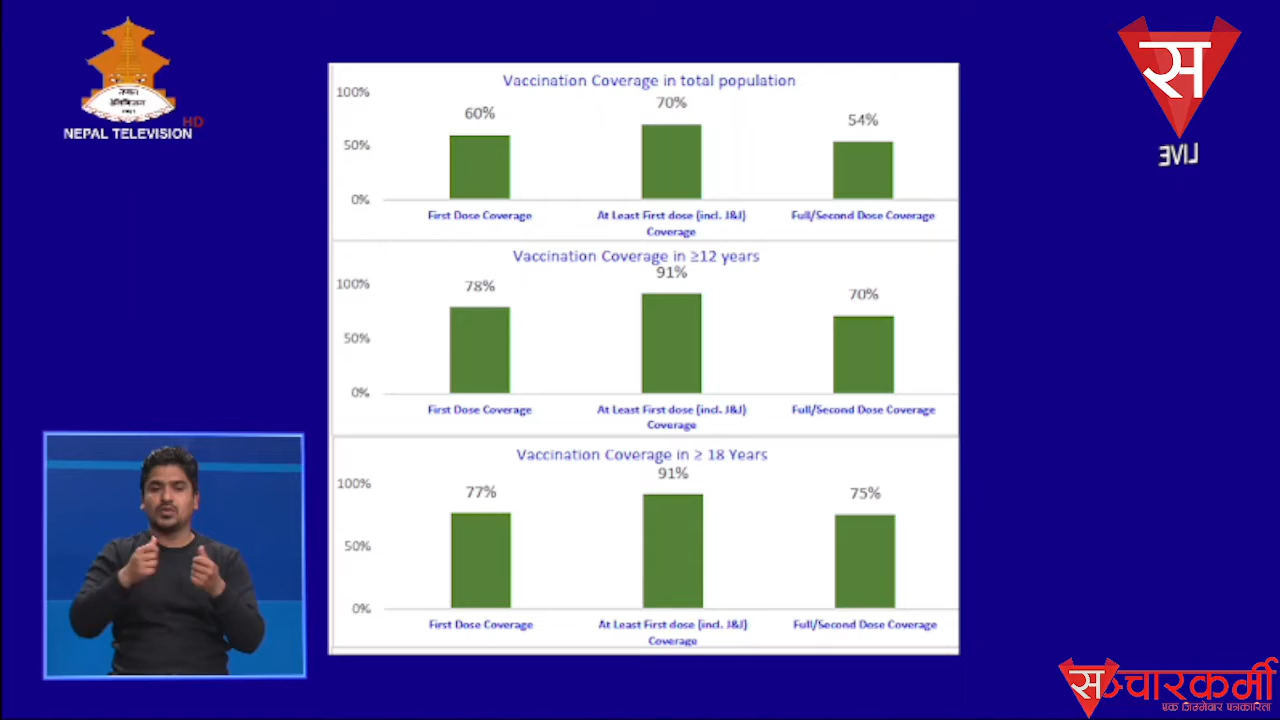 नेपाल
टेलिभिजन
NEPAL TELEVISION HD
स
LIVE
Vaccination Coverage in total population
100%
50%
0%
60%
70%
54%
First Dose Coverage
At Least First dose (incl. J&J)
Coverage
Full/Second Dose Coverage
Vaccination Coverage in ≥12 years
100%
50%
0%
78%
91%
70%
First Dose Coverage
At Least First dose (incl. J&J)
Coverage
Full/Second Dose Coverage
Vaccination Coverage in ≥ 18 Years
100%
50%
0%
77%
91%
75%
First Dose Coverage
At Least First dose (incl. J&J)
Coverage
Full/Second Dose Coverage
सञ्चारकर्मी
एक जिम्मेवार पत्रकारिता